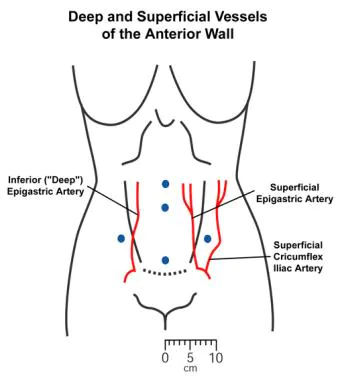 Deep and Superficial Vessels
of the Anterior Wall
Inferior ("Deep")
Epigastric Artery
Superficial
Epigastric Artery
Superficial
Cricumflex
Iliac Artery
0 5 10
cm